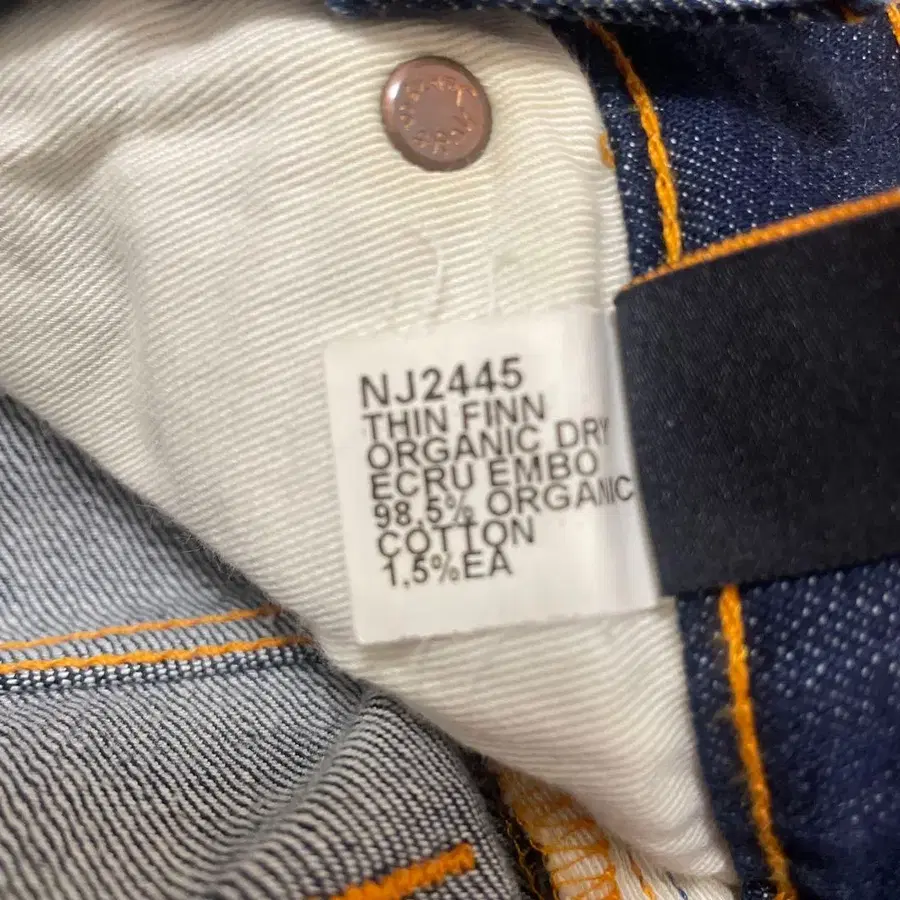 NJ2445
THIN FINN
ORGANIC DRY
ECRU EMBO
98,5% ORGANIC
COTTON
1.5%EA